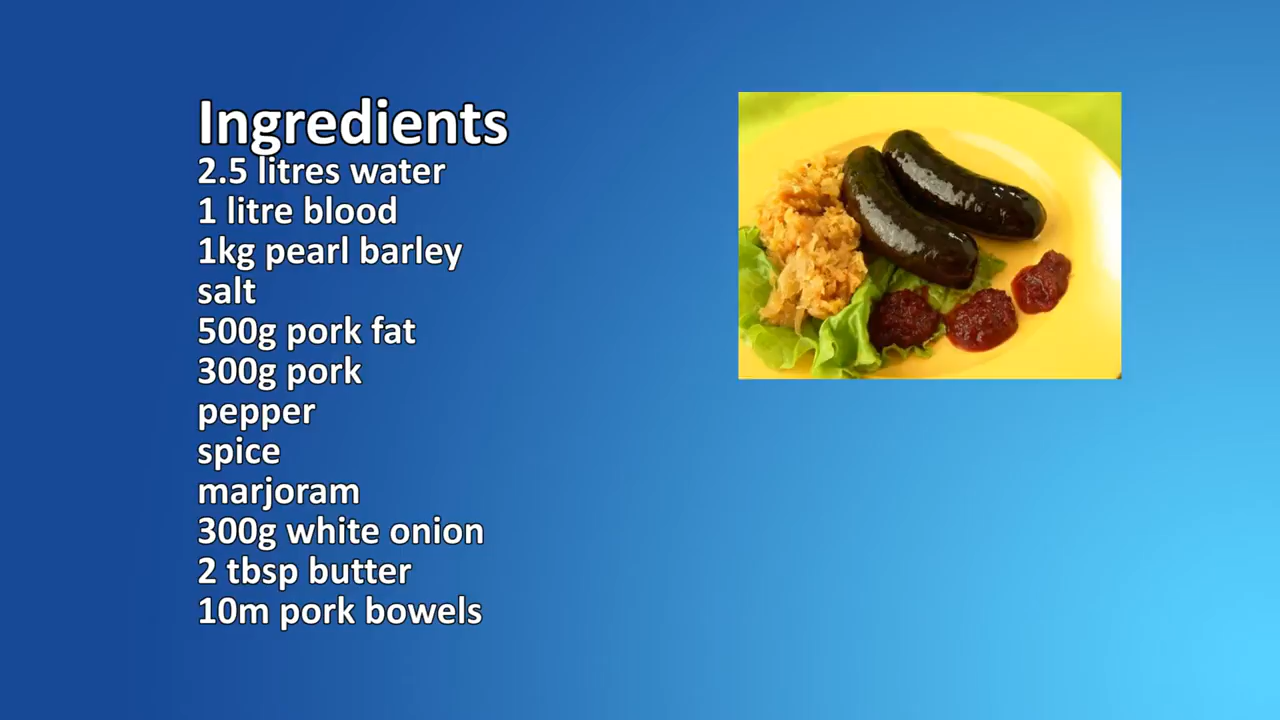 Ingredients
2.5 litres water
1 litre blood
1kg pearl barley
salt
500g pork fat
300g pork
pepper
spice
marjoram
300g white onion
2 tbsp butter
10m pork bowels